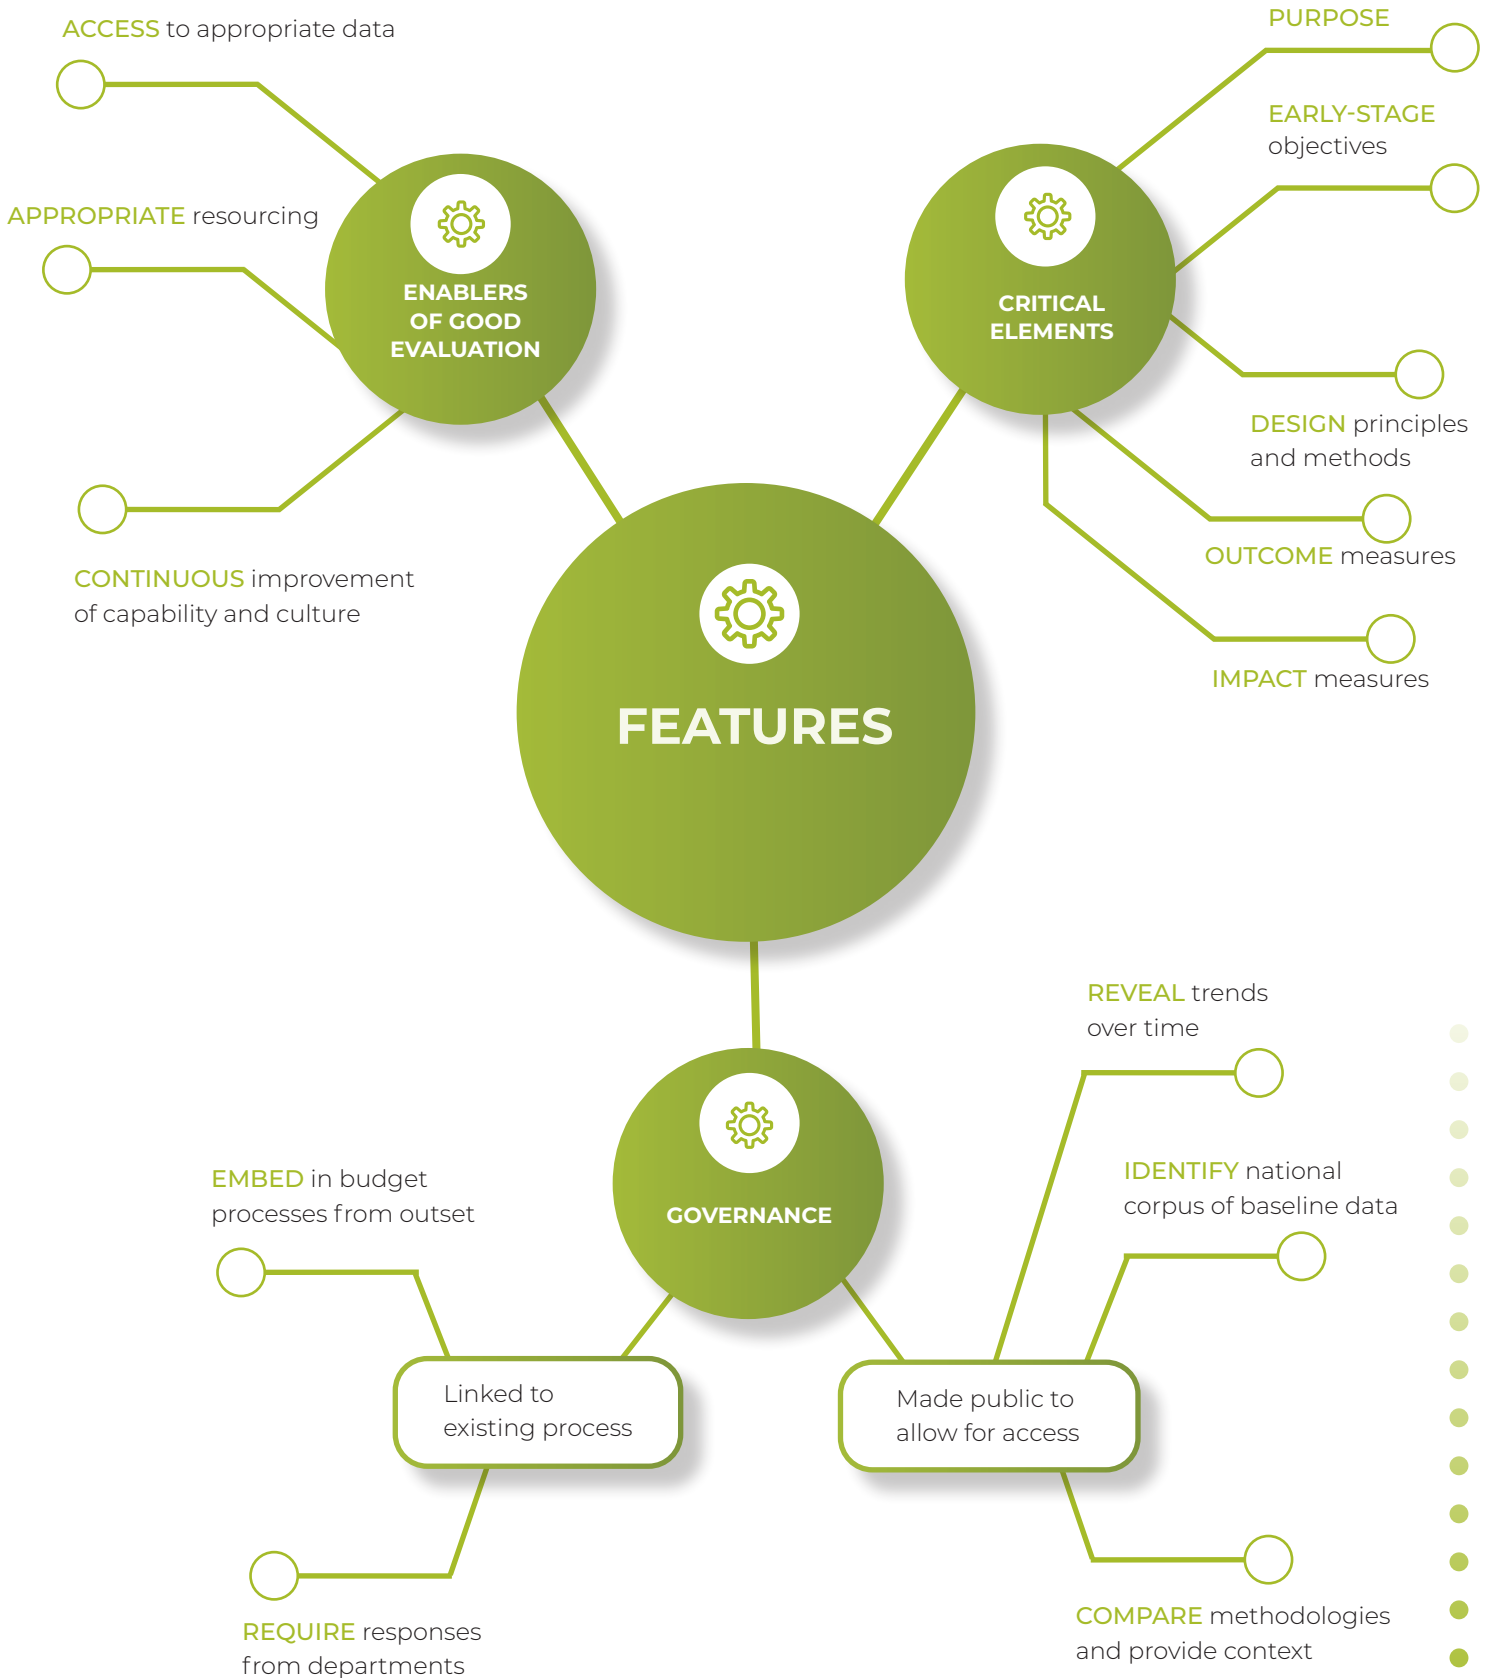 ACCESS to appropriate data
APPROPRIATE resourcing
ENABLERS
OF GOOD
EVALUATION
CONTINUOUS improvement
of capability and culture
PURPOSE
EARLY-STAGE
objectives
CRITICAL
ELEMENTS
DESIGN principles
and methods
OUTCOME measures
IMPACT measures
FEATURES
GOVERNANCE
EMBED in budget
processes from outset
Linked to
existing process
REQUIRE responses
from departments
REVEAL trends
over time
IDENTIFY national
corpus of baseline data
Made public to
allow for access
COMPARE methodologies
and provide context